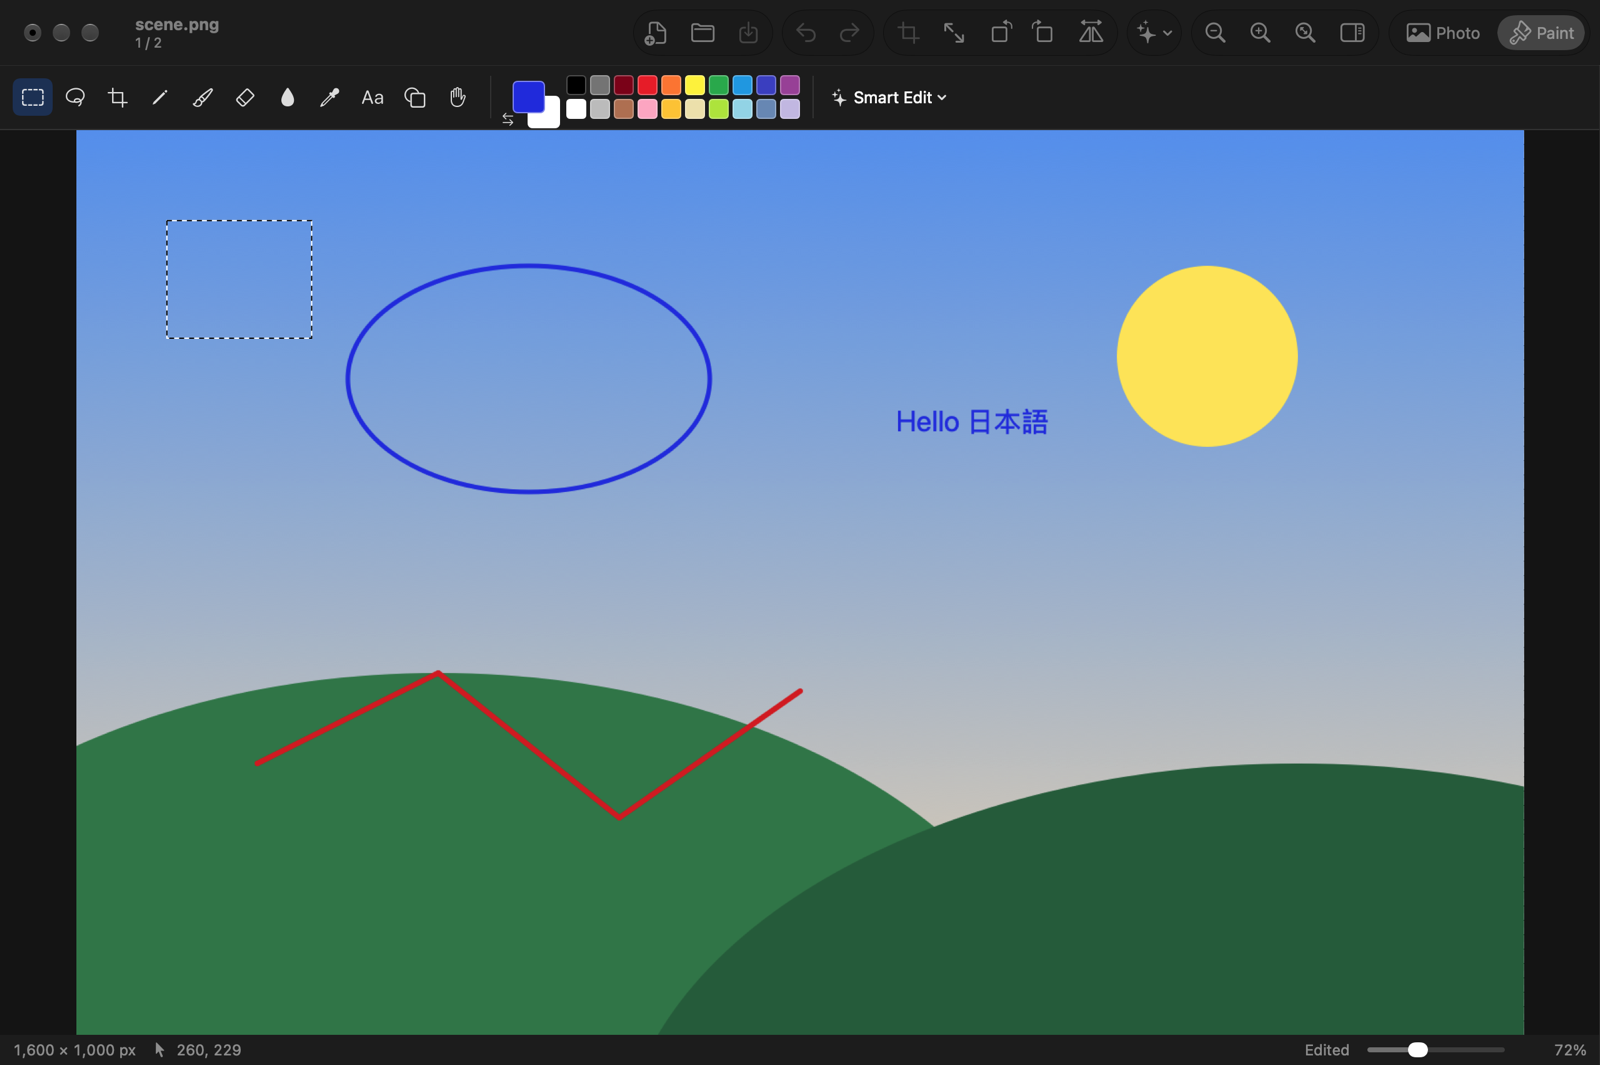 scene.png
1 / 2
Photo
Paint
Aa
Smart Edit
Hello 日本語
1,600 × 1,000 px
260, 229
Edited
72%